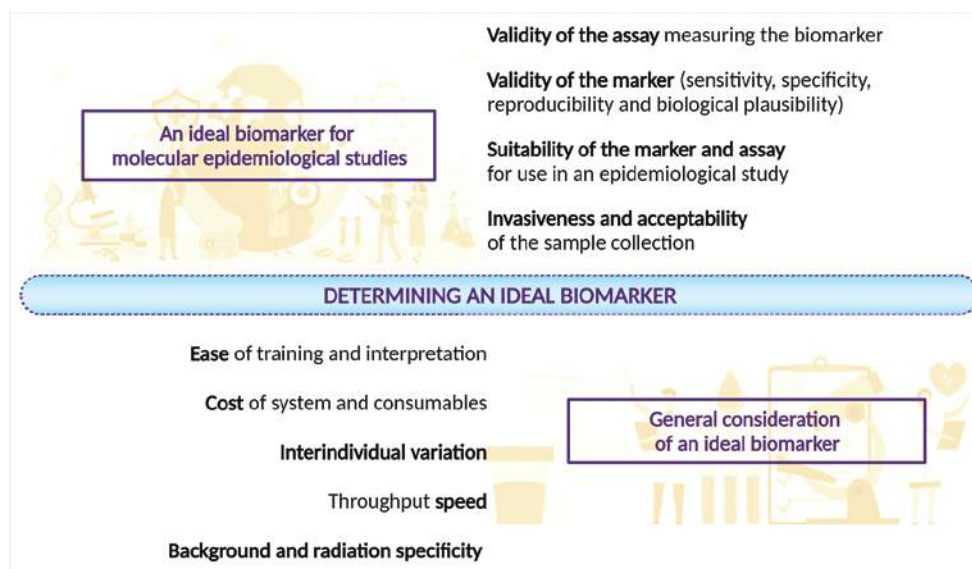 An ideal biomarker for
molecular epidemiological studies
Validity of the assay measuring the biomarker
Validity of the marker (sensitivity, specificity,
reproducibility and biological plausibility)
Suitability of the marker and assay
for use in an epidemiological study
Invasiveness and acceptability
of the sample collection
DETERMINING AN IDEAL BIOMARKER
Ease of training and interpretation
Cost of system and consumables
Interindividual variation
Throughput speed
Background and radiation specificity
General consideration
of an ideal biomarker